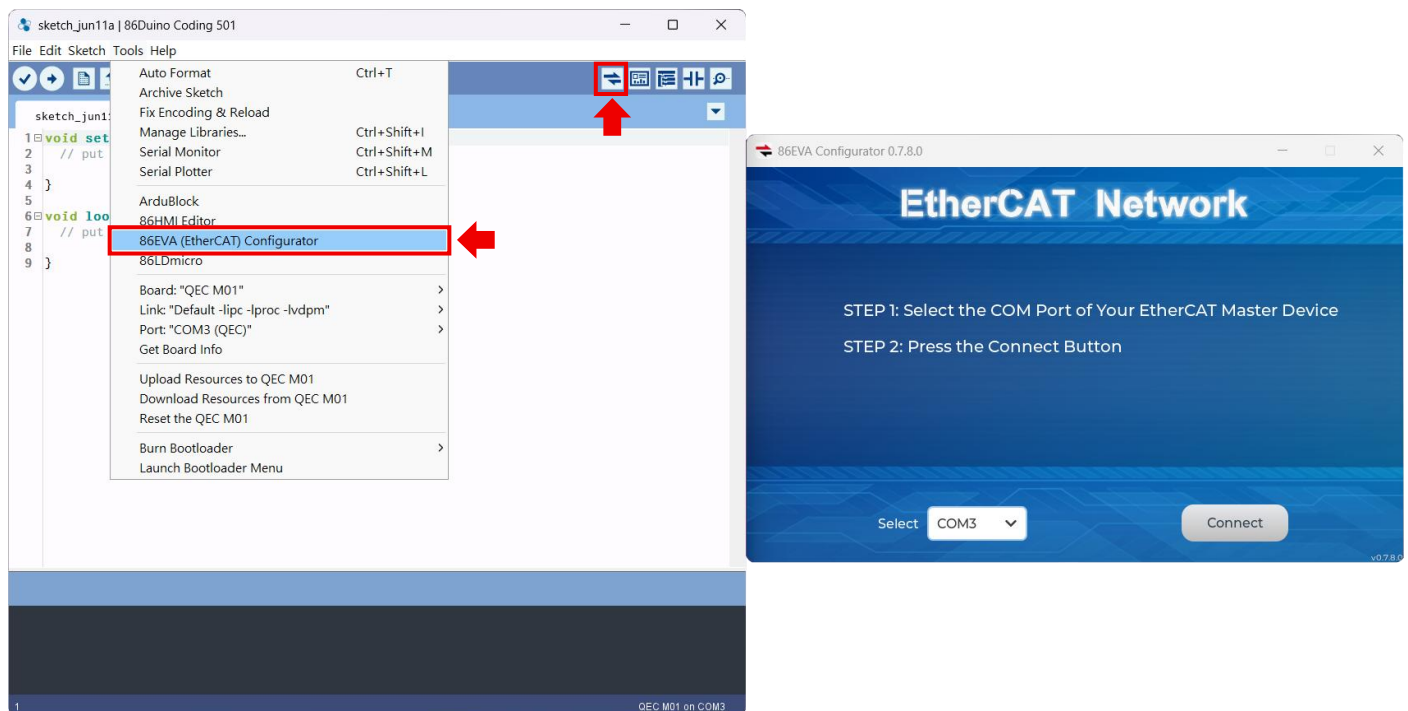 sketch_jun11a | 86Duino Coding 501
File Edit Sketch Tools Help
Auto Format Ctrl+T
Archive Sketch
Fix Encoding & Reload
Manage Libraries... Ctrl+Shift+I
Serial Monitor Ctrl+Shift+M
Serial Plotter Ctrl+Shift+L
ArduBlock
86HMI Editor
86EVA (EtherCAT) Configurator
86LDmicro
Board: "QEC M01"
Link: "Default -lipc -lproc -lvdpm"
Port: "COM3 (QEC)"
Get Board Info
Upload Resources to QEC M01
Download Resources from QEC M01
Reset the QEC M01
Burn Bootloader
Launch Bootloader Menu
sketch_jun1
1 void set
2 // put
3
4 }
5
6 void loo
7 // put
8
9 }
1
QEC M01 on COM3
86EVA Configurator 0.7.8.0
EtherCAT Network
STEP 1: Select the COM Port of Your EtherCAT Master Device
STEP 2: Press the Connect Button
Select COM3 Connect
v0.7.8.0